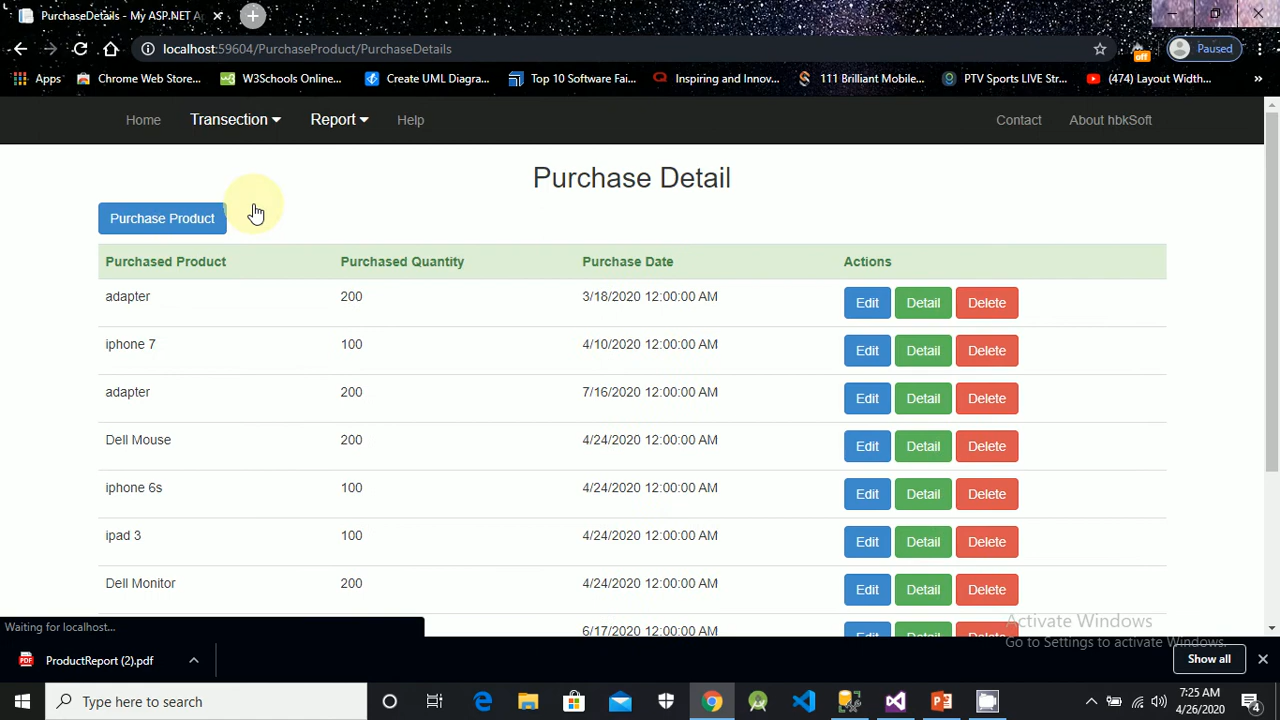 PurchaseDetails - My ASP.NET Ap
localhost:59604/PurchaseProduct/PurchaseDetails
Paused
Apps
Chrome Web Store...
W3Schools Online...
Create UML Diagra...
Top 10 Software Fai...
Inspiring and Innov...
111 Brilliant Mobile...
PTV Sports LIVE Str...
(474) Layout Width...
off
Home Transection Report Help Contact About hbkSoft
Purchase Detail
Purchase Product
Purchased Product Purchased Quantity Purchase Date Actions
adapter 200 3/18/2020 12:00:00 AM Edit Detail Delete
iphone 7 100 4/10/2020 12:00:00 AM Edit Detail Delete
adapter 200 7/16/2020 12:00:00 AM Edit Detail Delete
Dell Mouse 200 4/24/2020 12:00:00 AM Edit Detail Delete
iphone 6s 100 4/24/2020 12:00:00 AM Edit Detail Delete
ipad 3 100 4/24/2020 12:00:00 AM Edit Detail Delete
Dell Monitor 200 4/24/2020 12:00:00 AM Edit Detail Delete
6/17/2020 12:00:00 AM Edit Detail Delete
Activate Windows
Go to Settings to activate Windows.
Waiting for localhost...
ProductReport (2).pdf
Show all
Type here to search
7:25 AM
4/26/2020
4